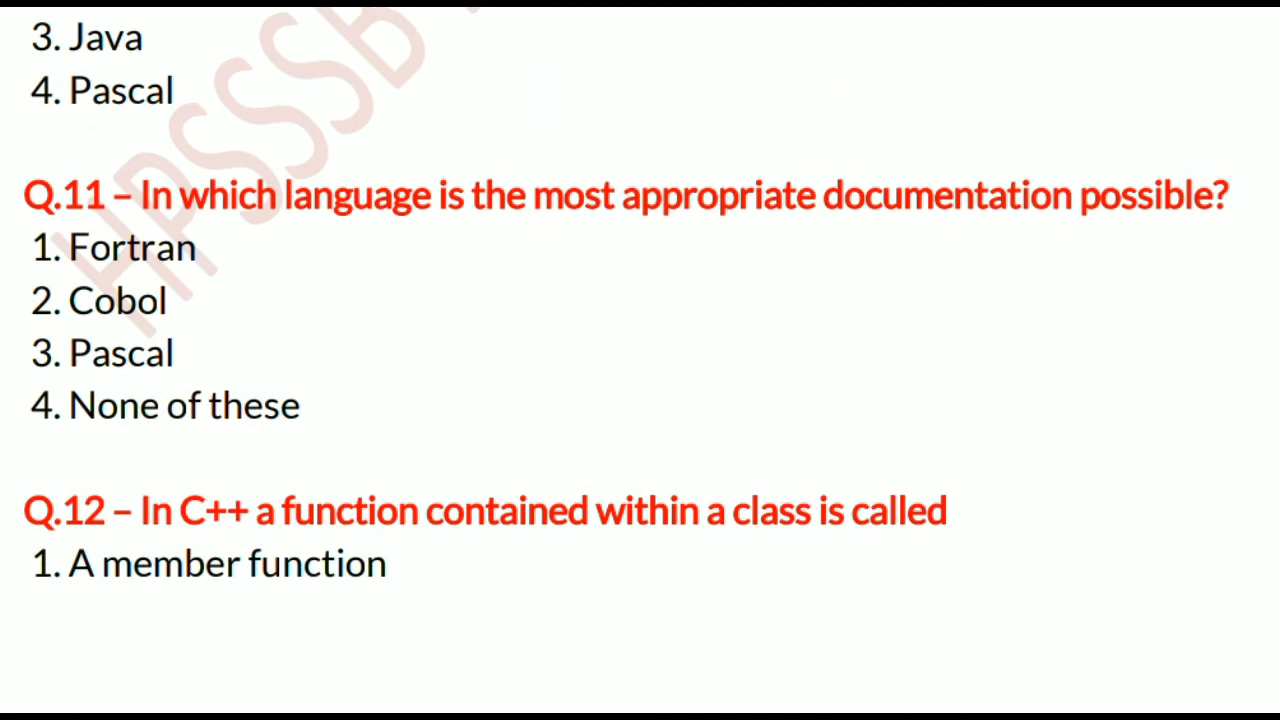 3. Java
4. Pascal
HPSSSB
Q.11 – In which language is the most appropriate documentation possible?
1. Fortran
2. Cobol
3. Pascal
4. None of these
Q.12 – In C++ a function contained within a class is called
1. A member function